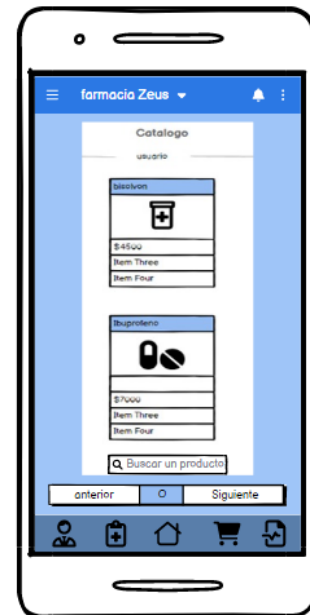 farmacia Zeus
Catalogo
usuario
bisolvon
$4500
Item Three
Item Four
Ibuprofeno
$7000
Item Three
Item Four
Buscar un producto
anterior O Siguiente